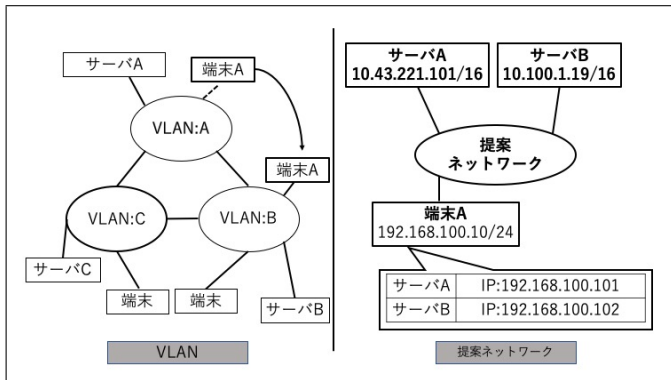 サーバA
端末A
VLAN:A
端末A
VLAN:C
VLAN:B
サーバC
端末
端末
サーバB
VLAN
サーバA
10.43.221.101/16
サーバB
10.100.1.19/16
提案
ネットワーク
端末A
192.168.100.10/24
サーバA IP:192.168.100.101
サーバB IP:192.168.100.102
提案ネットワーク